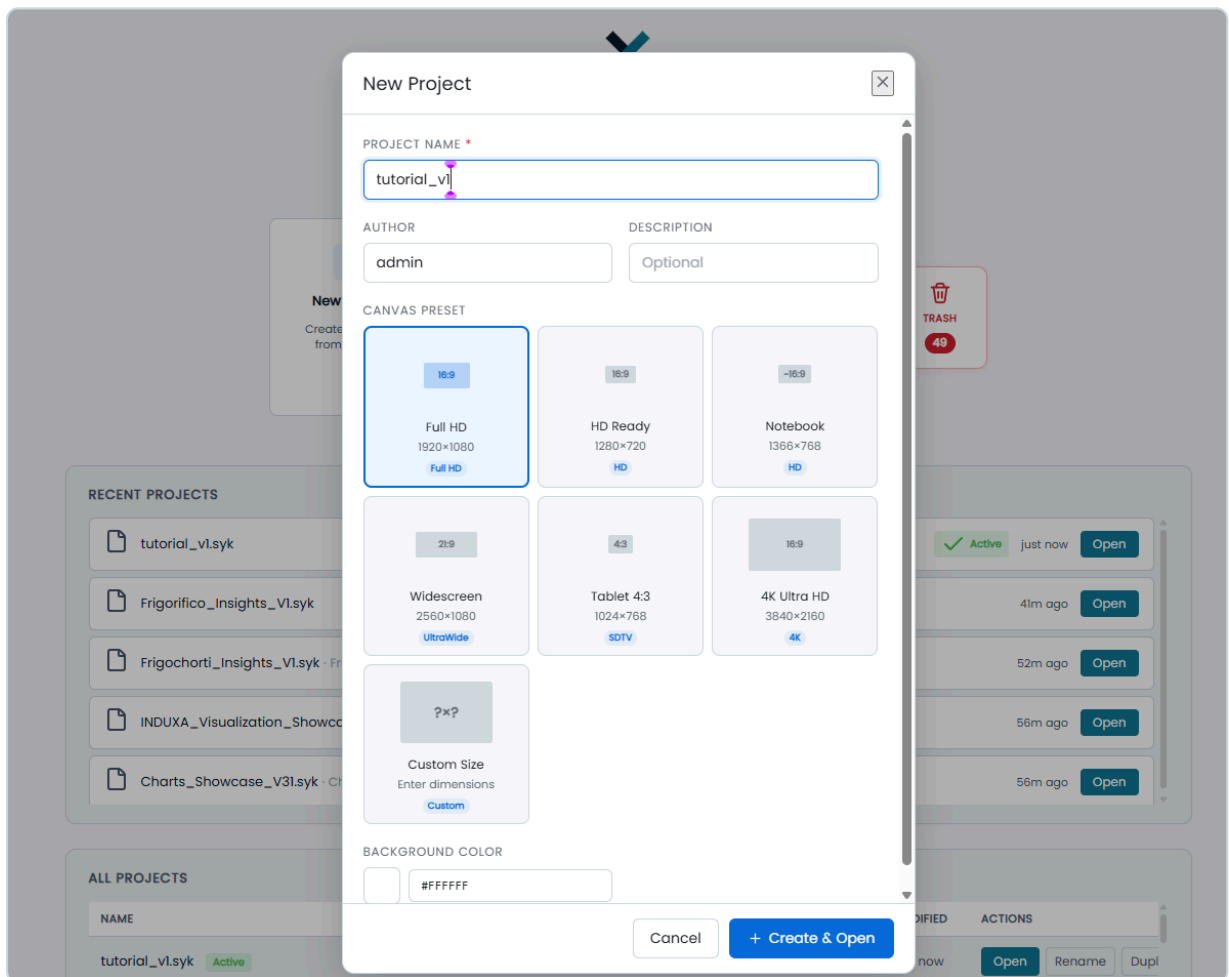 New Project
PROJECT NAME *
tutorial_v1
AUTHOR
DESCRIPTION
admin
Optional
CANVAS PRESET
16:9
16:9
~16:9
Full HD
HD Ready
Notebook
1920×1080
1280×720
1366×768
Full HD
HD
HD
21:9
4:3
16:9
Widescreen
Tablet 4:3
4K Ultra HD
2560×1080
1024×768
3840×2160
UltraWide
SDTV
4K
?×?
Custom Size
Enter dimensions
Custom
BACKGROUND COLOR
#FFFFFF
Cancel
+ Create & Open
New
Create
from
TRASH
49
RECENT PROJECTS
tutorial_v1.syk
Active
just now
Open
Frigorifico_Insights_V1.syk
41m ago
Open
Frigochorti_Insights_V1.syk · Fr
52m ago
Open
INDUXA_Visualization_Showc
56m ago
Open
Charts_Showcase_V31.syk · Ch
56m ago
Open
ALL PROJECTS
NAME
DIFIED
ACTIONS
tutorial_v1.syk
Active
now
Open
Rename
Dupl